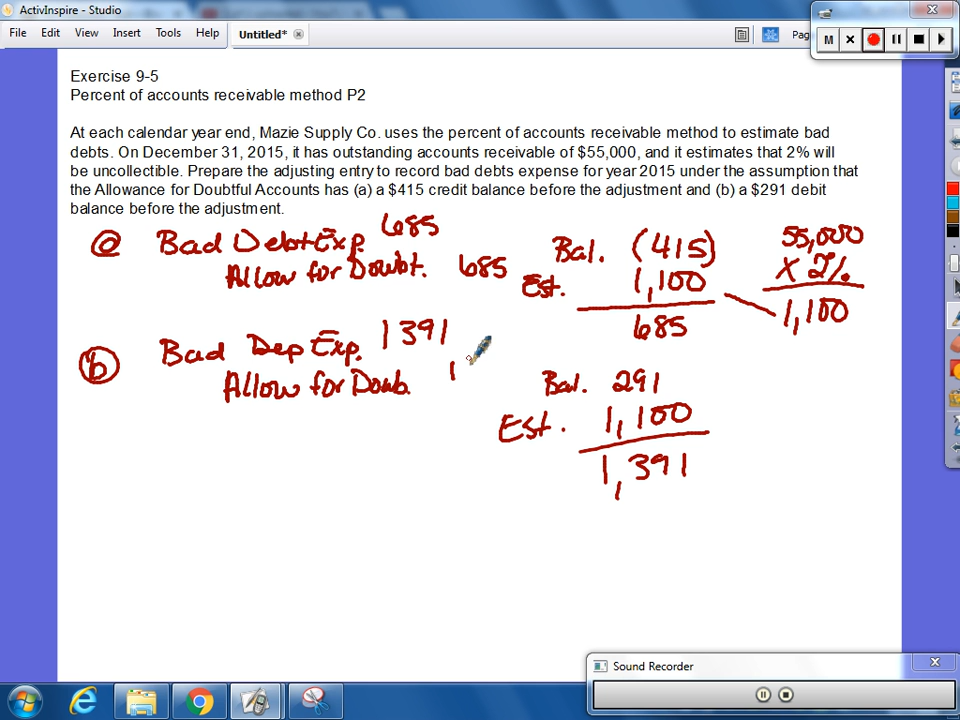 ActivInspire - Studio
File Edit View Insert Tools Help Untitled* Pag
M
Exercise 9-5
Percent of accounts receivable method P2
At each calendar year end, Mazie Supply Co. uses the percent of accounts receivable method to estimate bad
debts. On December 31, 2015, it has outstanding accounts receivable of $55,000, and it estimates that 2% will
be uncollectible. Prepare the adjusting entry to record bad debts expense for year 2015 under the assumption that
the Allowance for Doubtful Accounts has (a) a $415 credit balance before the adjustment and (b) a $291 debit
balance before the adjustment.
a Bad Debt Exp. 685
Allow for Doubt. 685
Bal. (415)
Est. 1,100
685
55,000
X 2%
1,100
b Bad Dep Exp. 1391
Allow for Doub. 1
Bal. 291
Est. 1,100
1,391
Sound Recorder